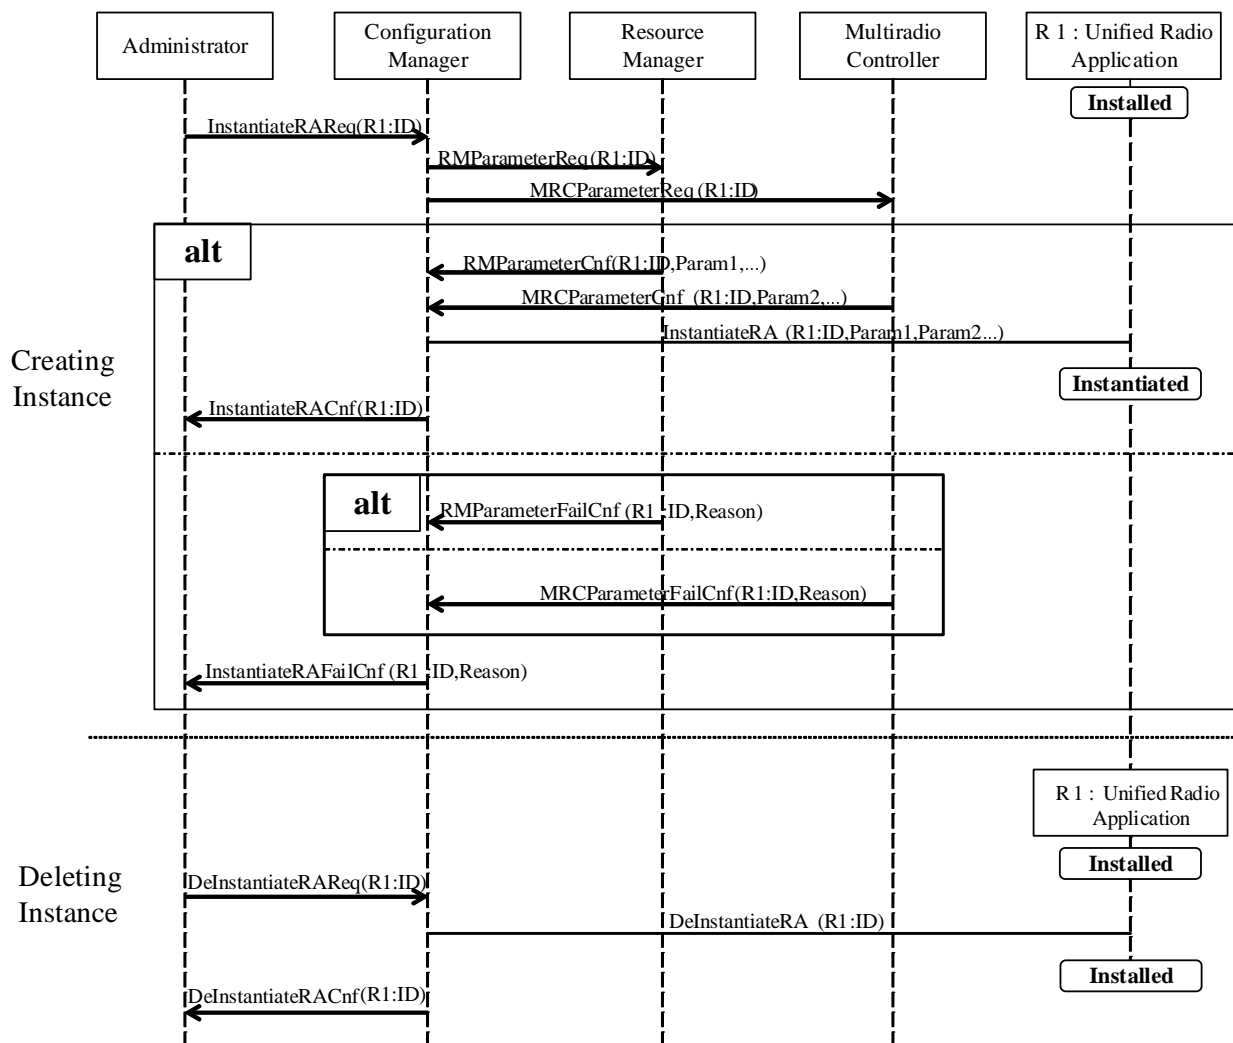 Administrator
Configuration
Manager
Resource
Manager
Multiradio
Controller
R 1 : Unified Radio
Application
Installed
InstantiateRAReq(R1:ID)
RMParameterReq(R1:ID)
MRCParameterReq(R1:ID)
alt
RMParameterCnf(R1:ID,Param1,...)
MRCParameterCnf (R1:ID,Param2,...)
InstantiateRA (R1:ID,Param1,Param2...)
Creating
Instance
Instantiated
InstantiateRACnf(R1:ID)
alt
RMParameterFailCnf (R1 :ID,Reason)
MRCParameterFailCnf(R1:ID,Reason)
InstantiateRAFailCnf (R1 :ID,Reason)
R 1 : Unified Radio
Application
Installed
Deleting
Instance
DeInstantiateRAReq(R1:ID)
DeInstantiateRA (R1:ID)
Installed
DeInstantiateRACnf(R1:ID)